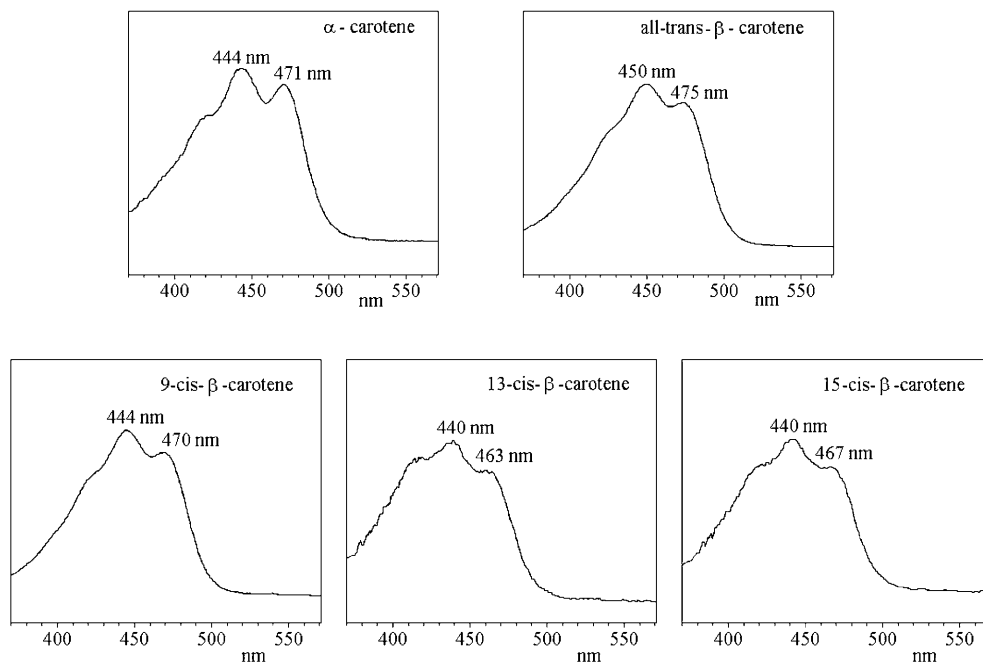 α - carotene
444 nm
471 nm
400 450 500 550
nm
all-trans- β - carotene
450 nm
475 nm
400 450 500 550
nm
9-cis- β -carotene
444 nm
470 nm
400 450 500 550
nm
13-cis- β -carotene
440 nm
463 nm
400 450 500 550
nm
15-cis- β -carotene
440 nm
467 nm
400 450 500 550
nm